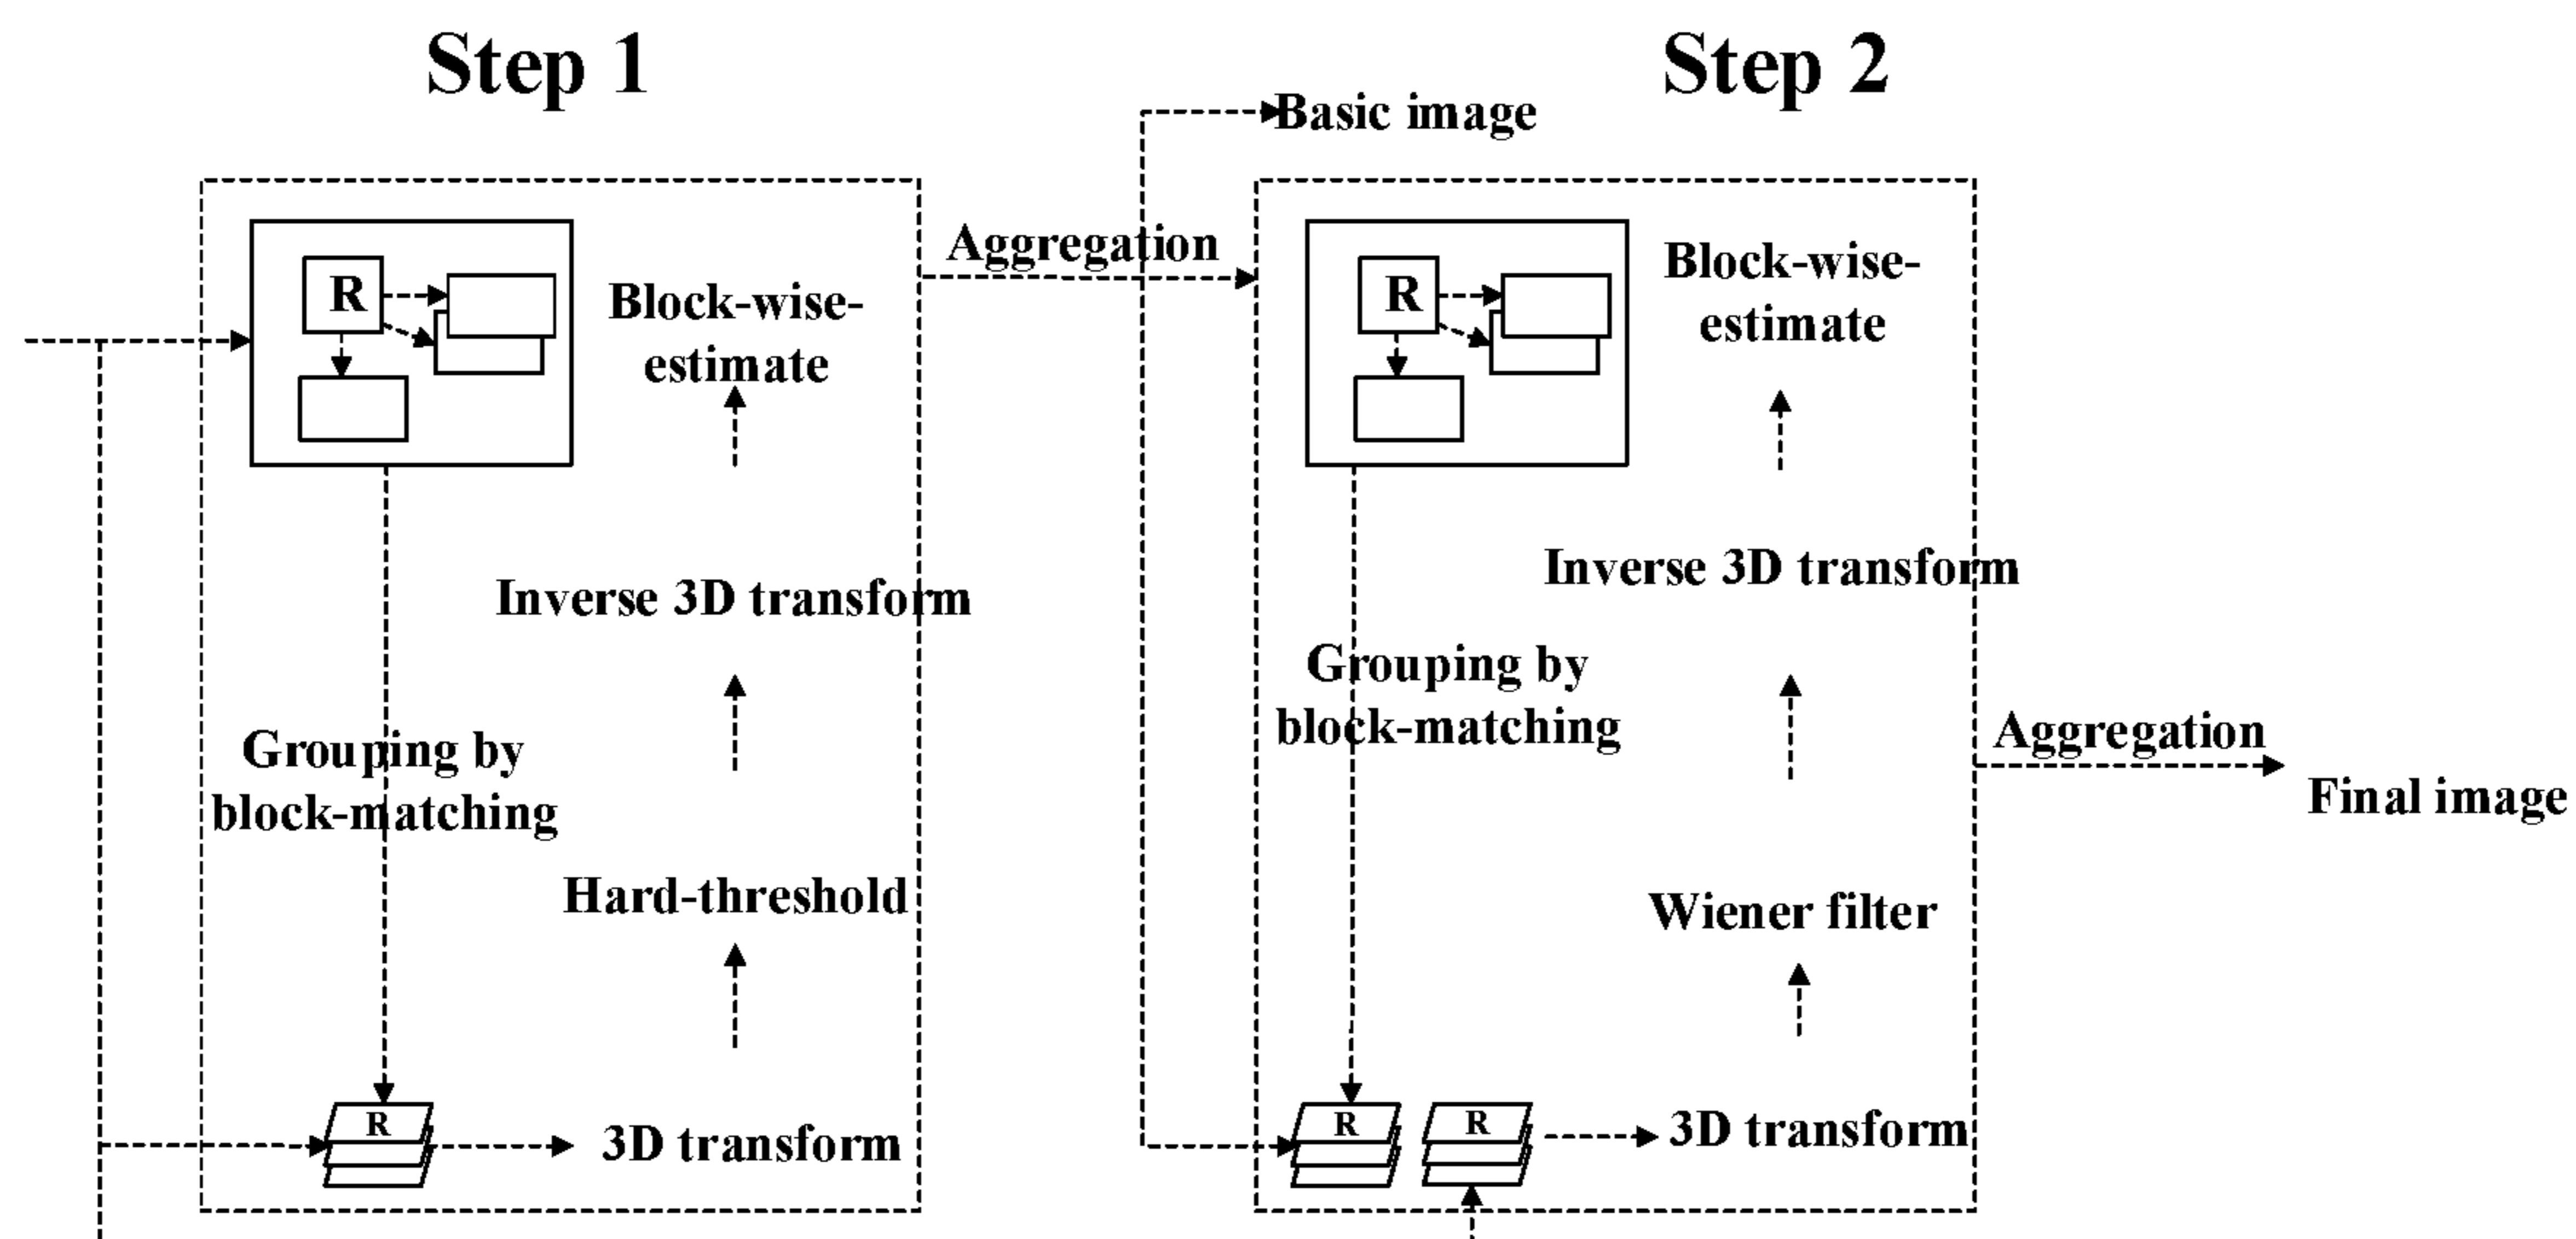 Step 1
Step 2
Basic image
R
Block-wise-
estimate
Aggregation
R
Block-wise-
estimate
Inverse 3D transform
Inverse 3D transform
Grouping by
block-matching
Grouping by
block-matching
Aggregation
Final image
Hard-threshold
Wiener filter
R
3D transform
R
R
3D transform